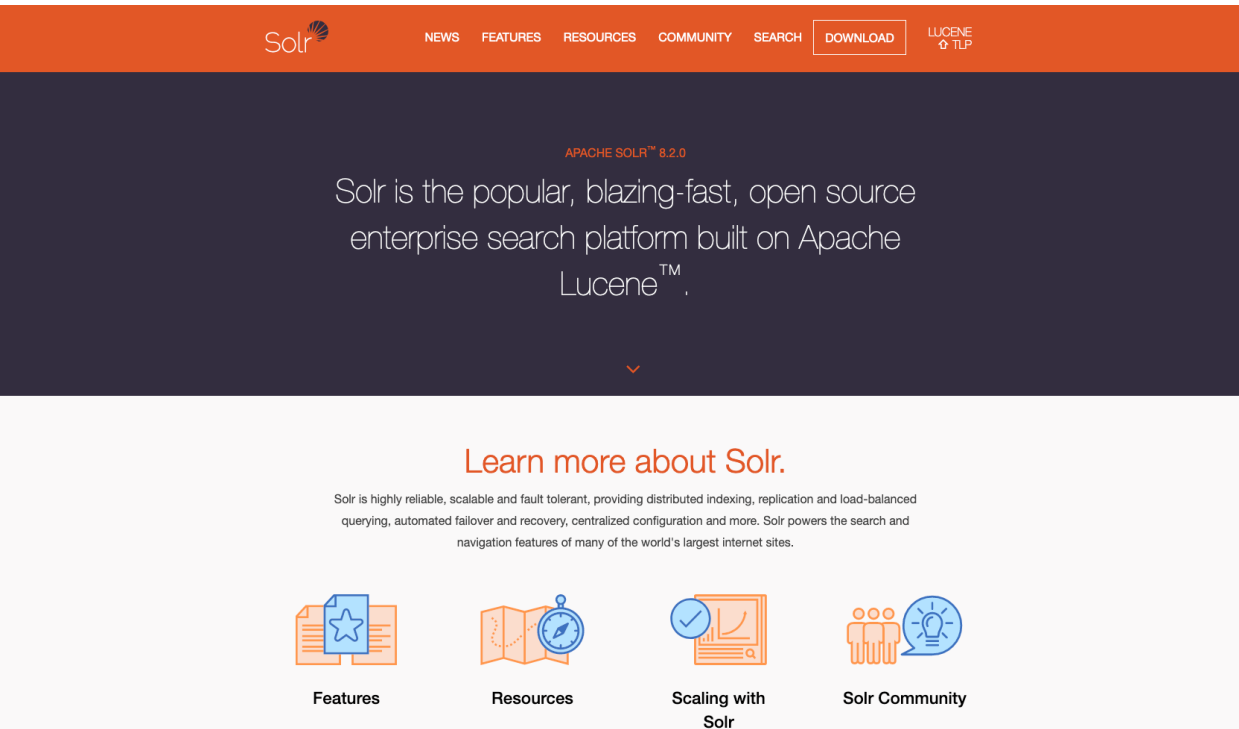 Solr
NEWS FEATURES RESOURCES COMMUNITY SEARCH DOWNLOAD LUCENE
TLP
APACHE SOLR™ 8.2.0
Solr is the popular, blazing-fast, open source
enterprise search platform built on Apache
Lucene™.
Learn more about Solr.
Solr is highly reliable, scalable and fault tolerant, providing distributed indexing, replication and load-balanced
querying, automated failover and recovery, centralized configuration and more. Solr powers the search and
navigation features of many of the world's largest internet sites.
Features
Resources
Scaling with
Solr
Solr Community